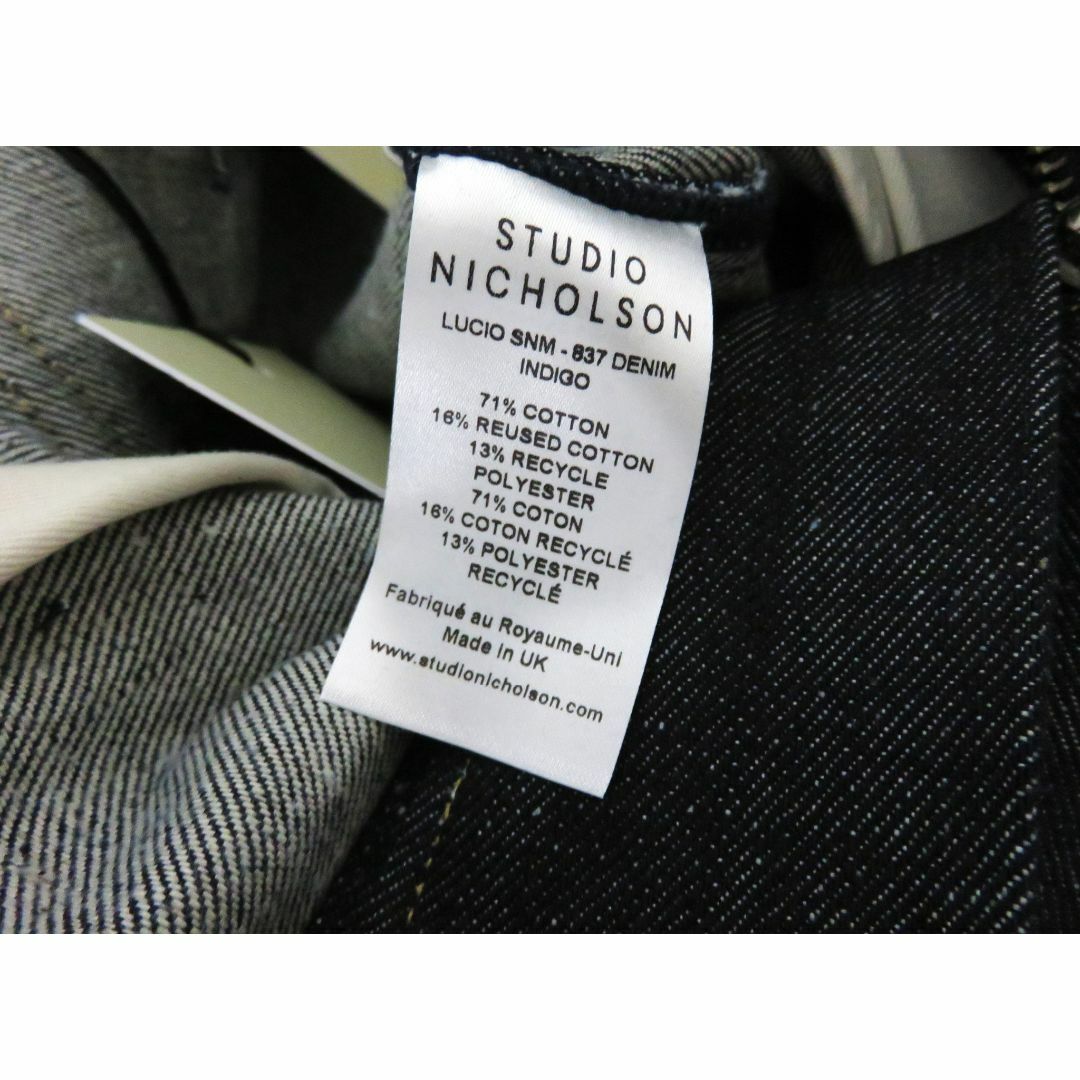 STUDIO
NICHOLSON
LUCIO SNM - 837 DENIM
INDIGO
71% COTTON
16% REUSED COTTON
13% RECYCLE
POLYESTER
71% COTON
16% COTON RECYCLÉ
13% POLYESTER
RECYCLÉ
Fabriqué au Royaume-Uni
Made in UK
www.studionicholson.com